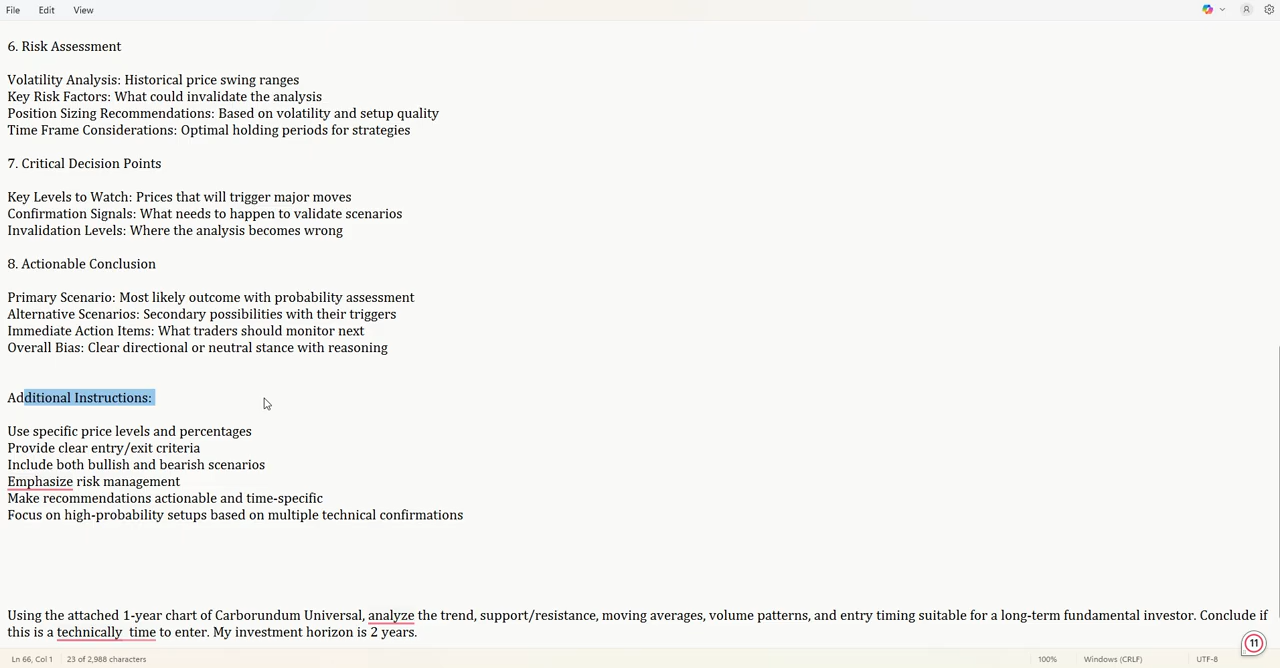 File Edit View
6. Risk Assessment
Volatility Analysis: Historical price swing ranges
Key Risk Factors: What could invalidate the analysis
Position Sizing Recommendations: Based on volatility and setup quality
Time Frame Considerations: Optimal holding periods for strategies
7. Critical Decision Points
Key Levels to Watch: Prices that will trigger major moves
Confirmation Signals: What needs to happen to validate scenarios
Invalidation Levels: Where the analysis becomes wrong
8. Actionable Conclusion
Primary Scenario: Most likely outcome with probability assessment
Alternative Scenarios: Secondary possibilities with their triggers
Immediate Action Items: What traders should monitor next
Overall Bias: Clear directional or neutral stance with reasoning
Additional Instructions:
Use specific price levels and percentages
Provide clear entry/exit criteria
Include both bullish and bearish scenarios
Emphasize risk management
Make recommendations actionable and time-specific
Focus on high-probability setups based on multiple technical confirmations
Using the attached 1-year chart of Carborundum Universal, analyze the trend, support/resistance, moving averages, volume patterns, and entry timing suitable for a long-term fundamental investor. Conclude if
this is a technically  time to enter. My investment horizon is 2 years.
11
Ln 66, Col 1 23 of 2,988 characters 100% Windows (CRLF) UTF-8